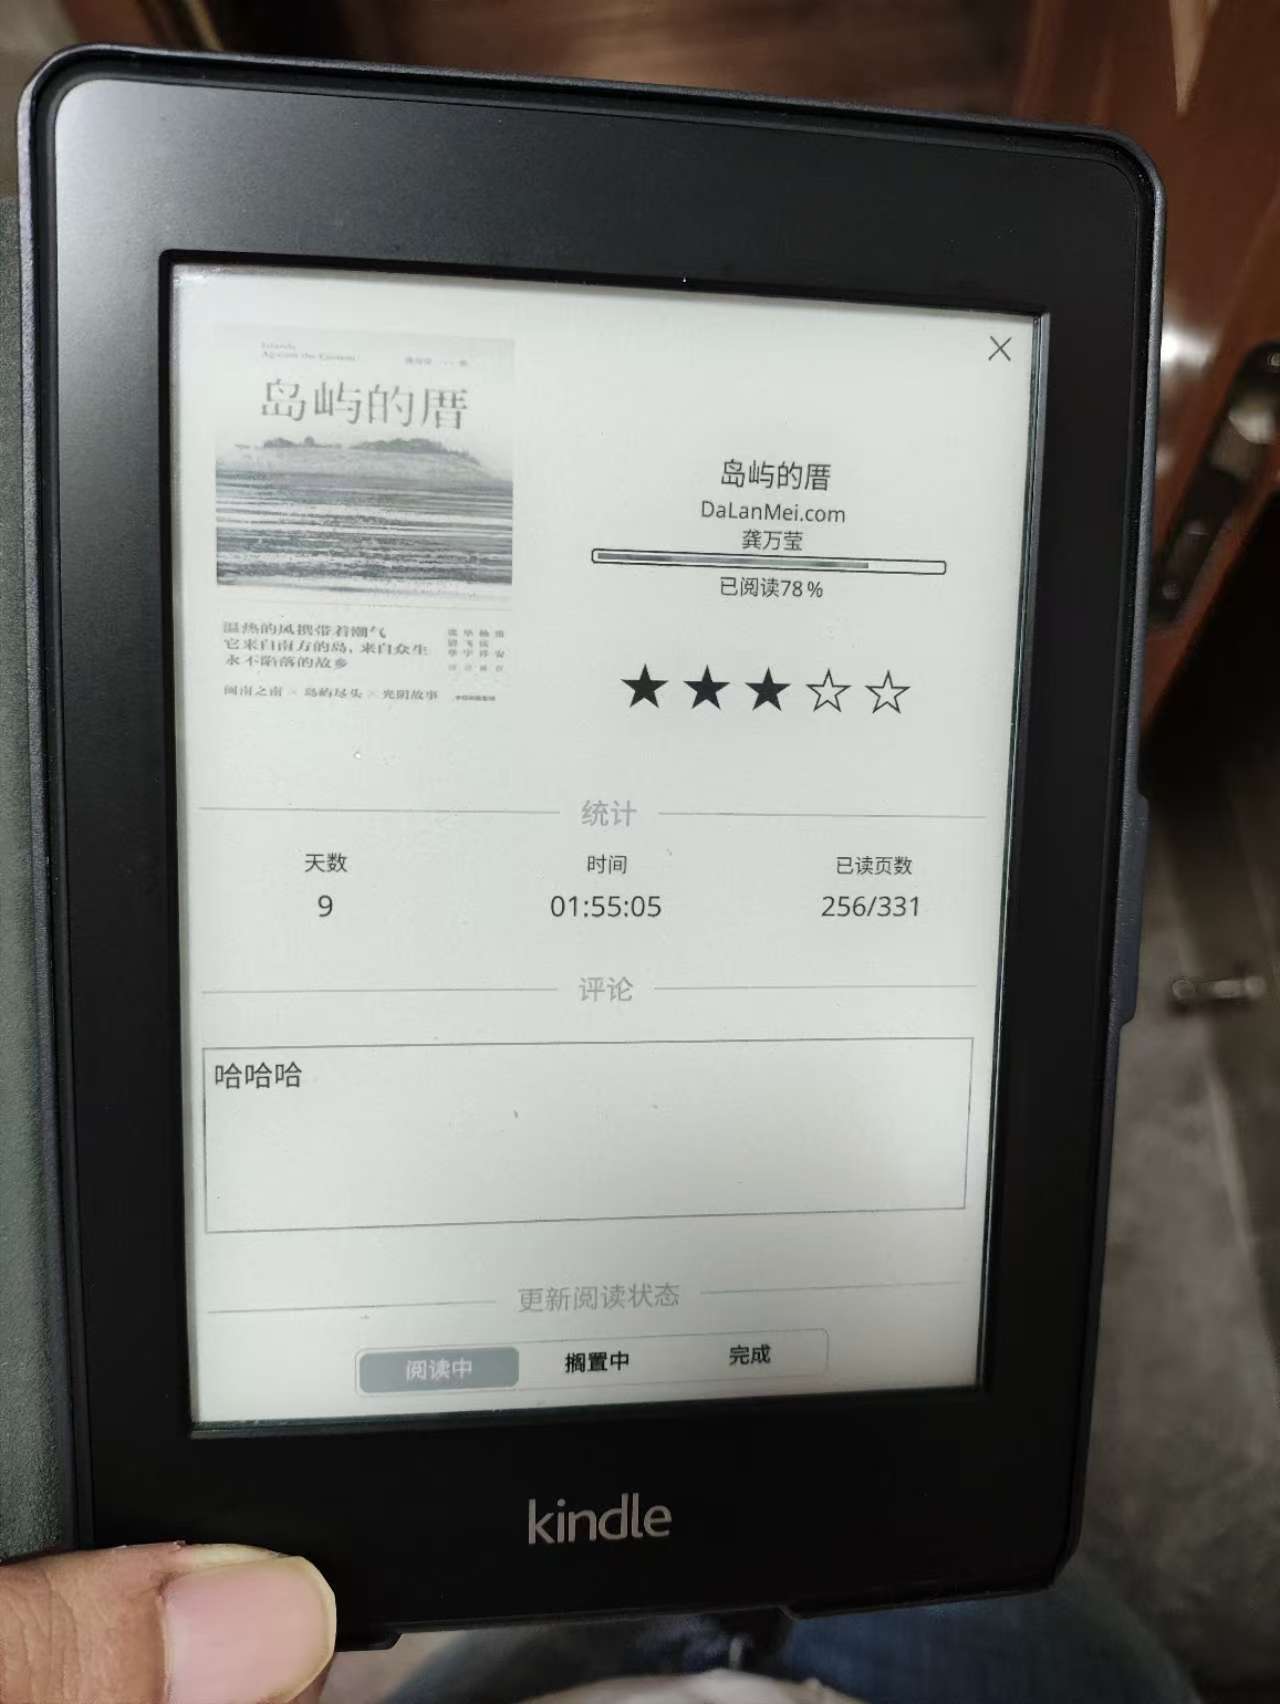 Islands
Against the Current
岛屿的厝
温热的风携带着潮气
它来自南方的岛，来自众生
永不陷落的故乡
闽南之南 × 岛屿尽头 × 光阴故事
岛屿的厝
DaLanMei.com
龚万莹
已阅读78%
统计
天数 时间 已读页数
9 01:55:05 256/331
评论
哈哈哈
更新阅读状态
阅读中 搁置中 完成
kindle